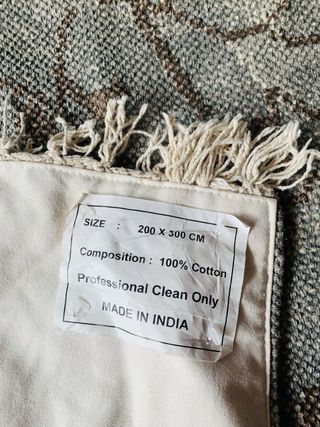 SIZE : 200 X 300 CM
Composition : 100% Cotton
Professional Clean Only
MADE IN INDIA